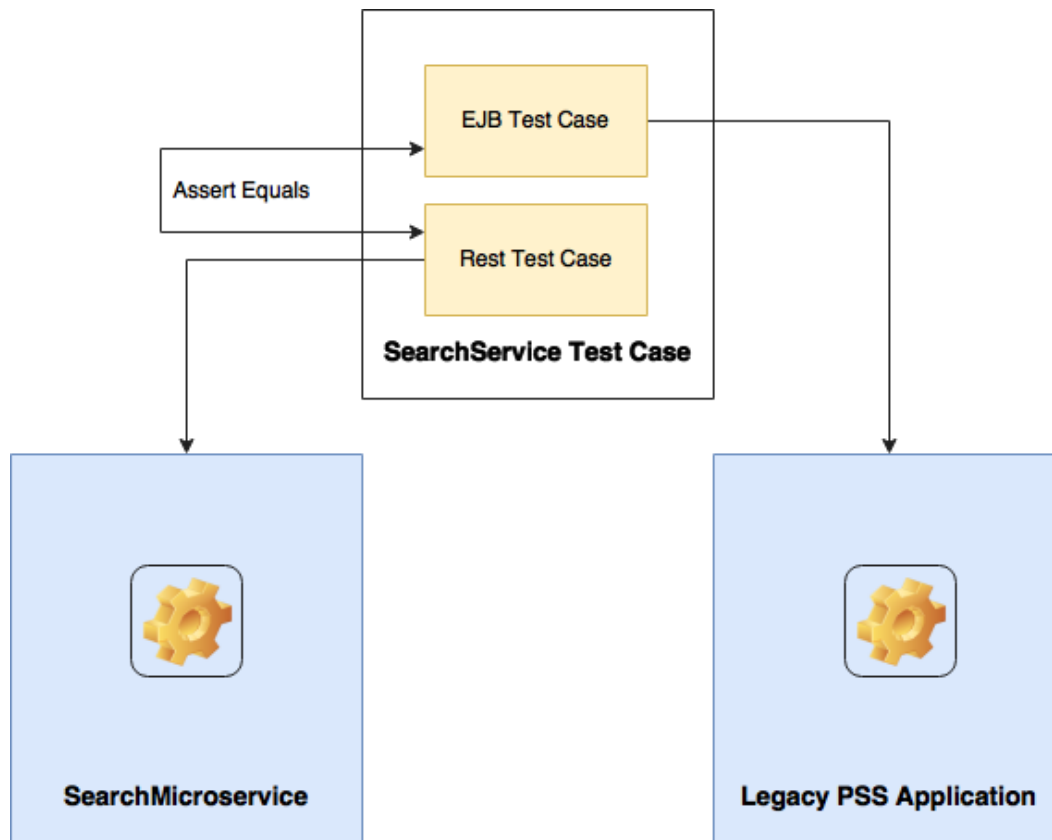 EJB Test Case
Assert Equals
Rest Test Case
SearchService Test Case
SearchMicroservice
Legacy PSS Application